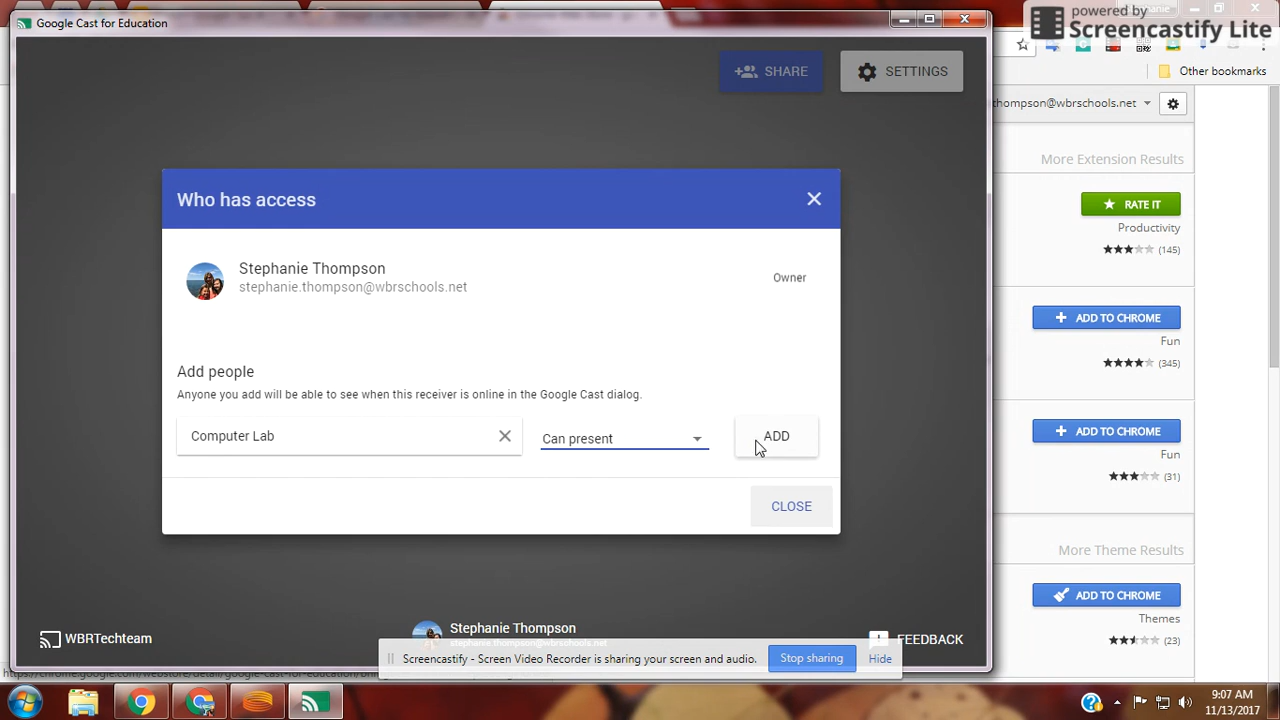 Google Cast for Education
Stephanie
powered by
Screencastify Lite
SHARE
SETTINGS
Other bookmarks
thompson@wbrschools.net
Who has access
More Extension Results
RATE IT
Productivity
(145)
Stephanie Thompson
stephanie.thompson@wbrschools.net
Owner
ADD TO CHROME
Fun
(345)
Add people
Anyone you add will be able to see when this receiver is online in the Google Cast dialog.
Computer Lab
Can present
ADD
ADD TO CHROME
Fun
(31)
CLOSE
More Theme Results
ADD TO CHROME
Themes
(23)
WBRTechteam
Stephanie Thompson
FEEDBACK
Screencastify - Screen Video Recorder is sharing your screen and audio.
Stop sharing
Hide
9:07 AM
11/13/2017